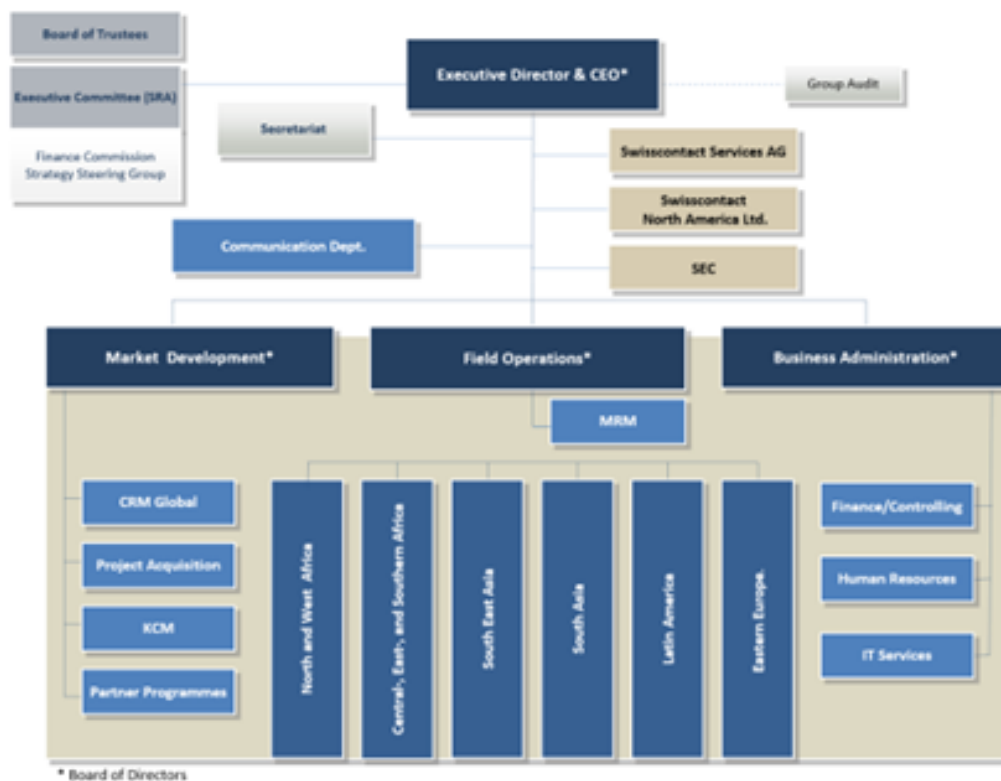 Board of Trustees
Executive Committee (SRA)
Finance Commission
Strategy Steering Group
Executive Director & CEO*
Group Audit
Secretariat
Swisscontact Services AG
Swisscontact
North America Ltd.
Communication Dept.
SEC
Market Development*
Field Operations*
Business Administration*
MRM
CRM Global
Project Acquisition
KCM
Partner Programmes
North and West Africa
Central-, East-, and Southern Africa
South East Asia
South Asia
Latin America
Eastern Europe.
Finance/Controlling
Human Resources
IT Services
* Board of Directors